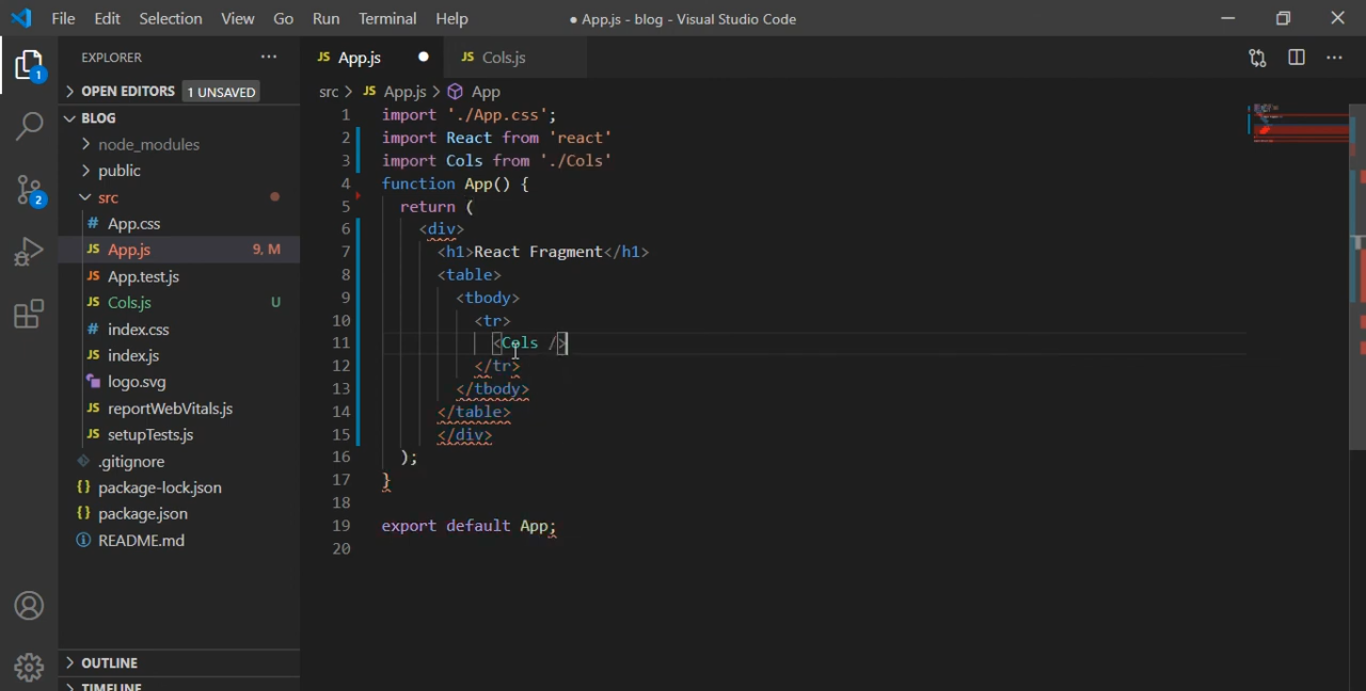 File Edit Selection View Go Run Terminal Help ● App.js - blog - Visual Studio Code
EXPLORER ···
JS App.js ● JS Cols.js
> OPEN EDITORS 1 UNSAVED
src > JS App.js > App
BLOG
> node_modules
> public
src
# App.css
JS App.js 9, M
JS App.test.js
JS Cols.js U
# index.css
JS index.js
logo.svg
JS reportWebVitals.js
JS setupTests.js
.gitignore
{} package-lock.json
{} package.json
README.md
> OUTLINE
> TIMELINE
1
2
1 import './App.css';
2 import React from 'react'
3 import Cols from './Cols'
4 function App() {
5 return (
6 <div>
7 <h1>React Fragment</h1>
8 <table>
9 <tbody>
10 <tr>
11 <Cols />
12 </tr>
13 </tbody>
14 </table>
15 </div>
16 );
17 }
18
19 export default App;
20